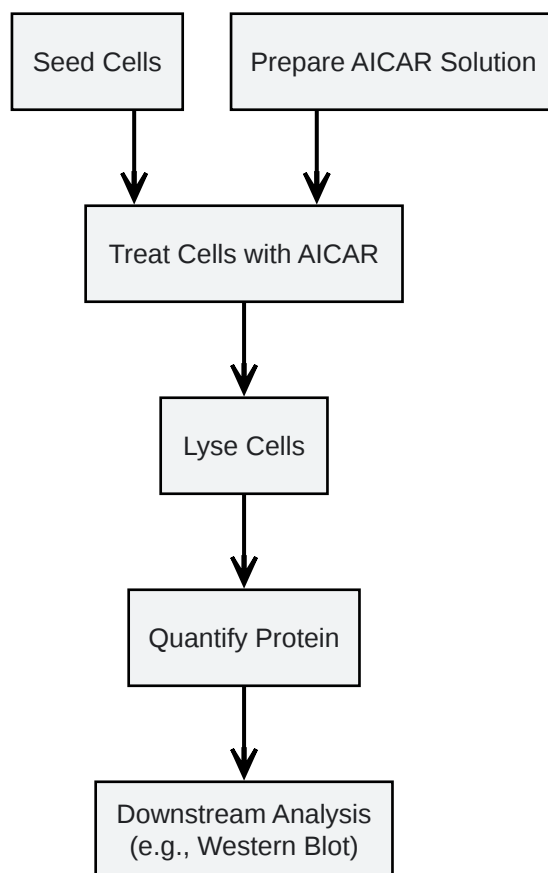 Seed Cells
Prepare AICAR Solution
Treat Cells with AICAR
Lyse Cells
Quantify Protein
Downstream Analysis
(e.g., Western Blot)